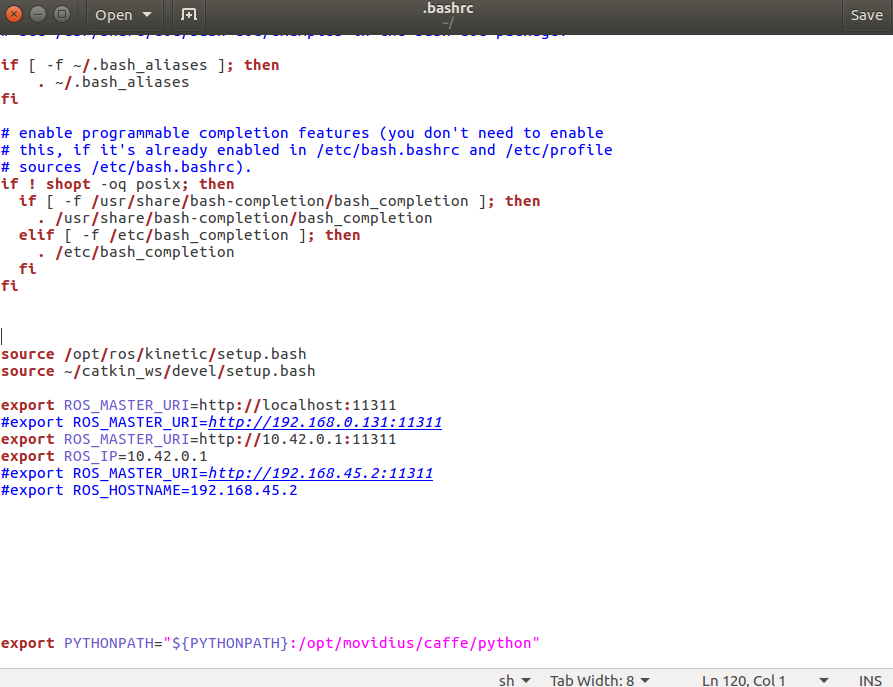 Open
.bashrc
~/
Save
if [ -f ~/.bash_aliases ]; then
    . ~/.bash_aliases
fi
# enable programmable completion features (you don't need to enable
# this, if it's already enabled in /etc/bash.bashrc and /etc/profile
# sources /etc/bash.bashrc).
if ! shopt -oq posix; then
  if [ -f /usr/share/bash-completion/bash_completion ]; then
    . /usr/share/bash-completion/bash_completion
  elif [ -f /etc/bash_completion ]; then
    . /etc/bash_completion
  fi
fi
source /opt/ros/kinetic/setup.bash
source ~/catkin_ws/devel/setup.bash
export ROS_MASTER_URI=http://localhost:11311
#export ROS_MASTER_URI=http://192.168.0.131:11311
export ROS_MASTER_URI=http://10.42.0.1:11311
export ROS_IP=10.42.0.1
#export ROS_MASTER_URI=http://192.168.45.2:11311
#export ROS_HOSTNAME=192.168.45.2
export PYTHONPATH="${PYTHONPATH}:/opt/movidius/caffe/python"
sh
Tab Width: 8
Ln 120, Col 1
INS